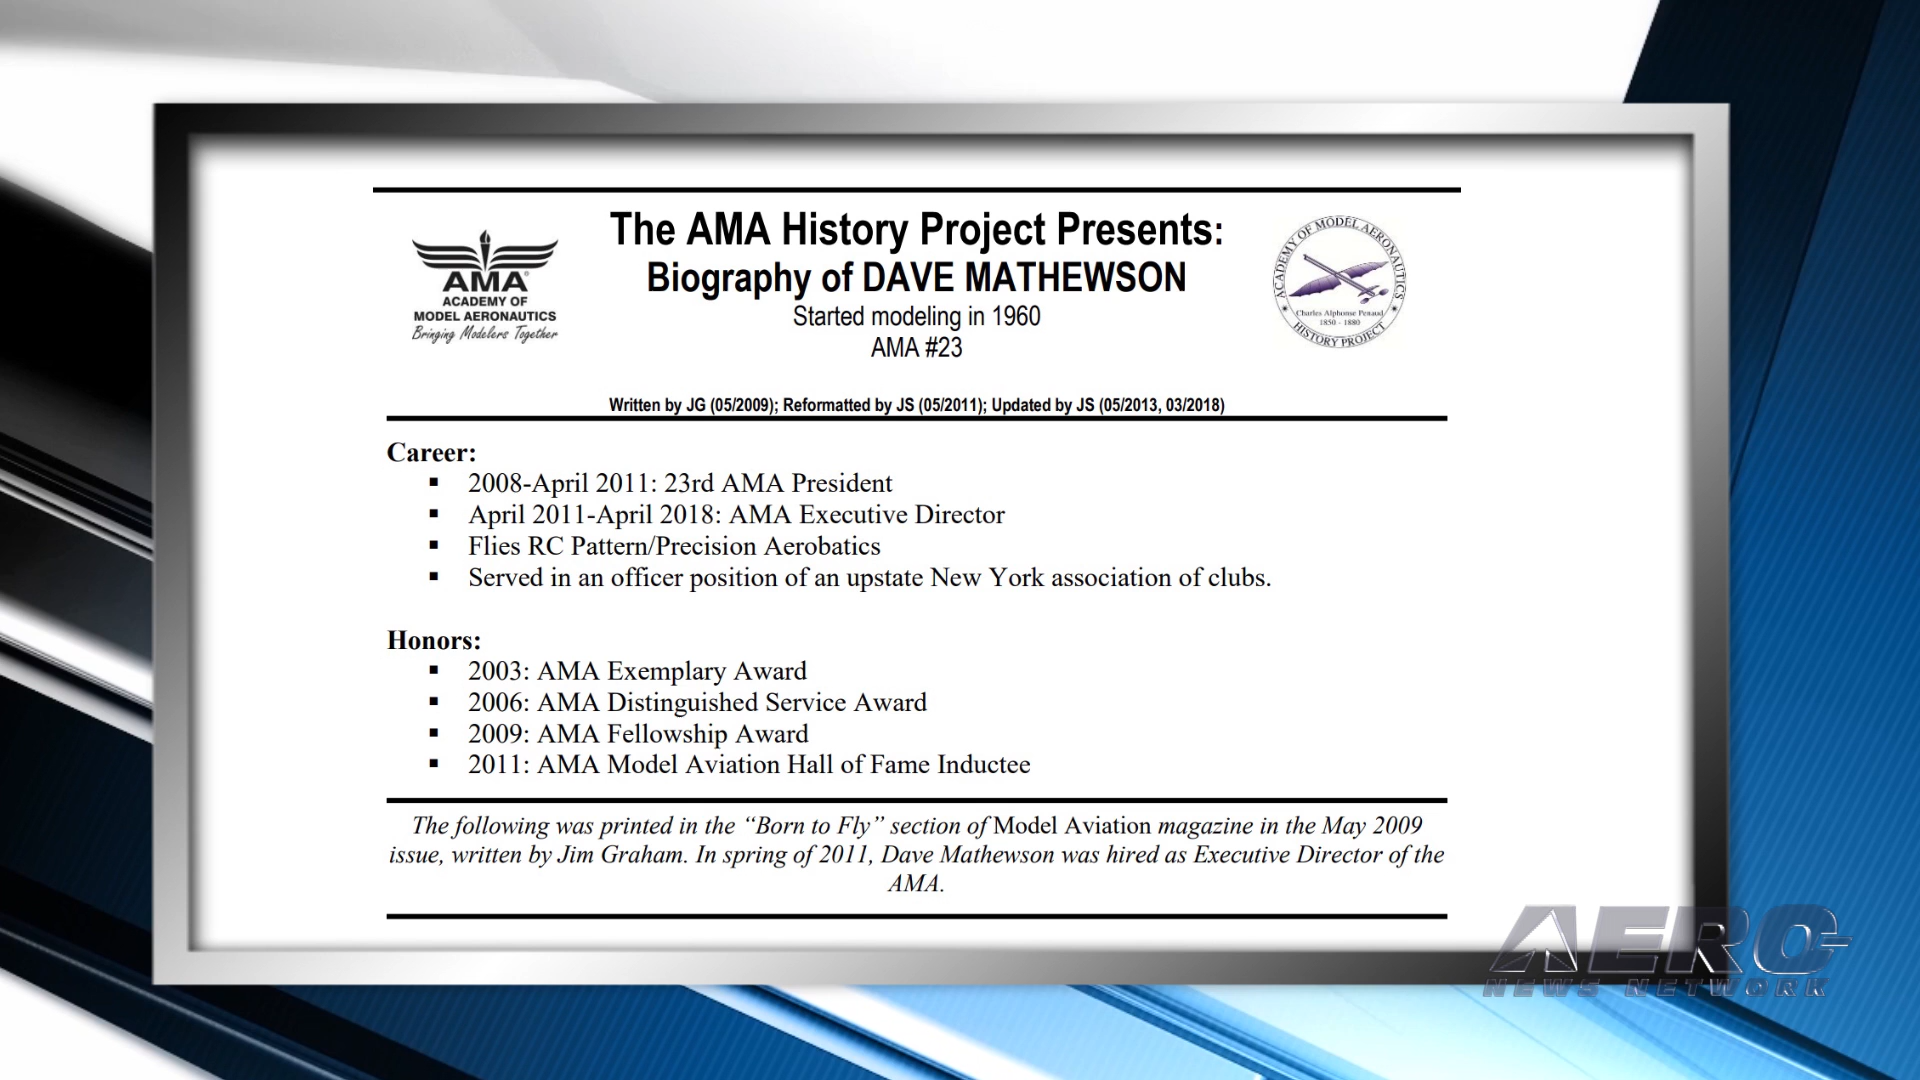 The AMA History Project Presents:
Biography of DAVE MATHEWSON
Started modeling in 1960
AMA #23
AMA®
ACADEMY OF
MODEL AERONAUTICS
Bringing Modelers Together
ACADEMY OF MODEL AERONAUTICS
Charles Alphonse Penaud
1850 - 1880
HISTORY PROJECT
Written by JG (05/2009); Reformatted by JS (05/2011); Updated by JS (05/2013, 03/2018)
Career:
▪ 2008-April 2011: 23rd AMA President
▪ April 2011-April 2018: AMA Executive Director
▪ Flies RC Pattern/Precision Aerobatics
▪ Served in an officer position of an upstate New York association of clubs.
Honors:
▪ 2003: AMA Exemplary Award
▪ 2006: AMA Distinguished Service Award
▪ 2009: AMA Fellowship Award
▪ 2011: AMA Model Aviation Hall of Fame Inductee
The following was printed in the “Born to Fly” section of Model Aviation magazine in the May 2009
issue, written by Jim Graham. In spring of 2011, Dave Mathewson was hired as Executive Director of the
AMA.
AERO
NEWS NETWORK